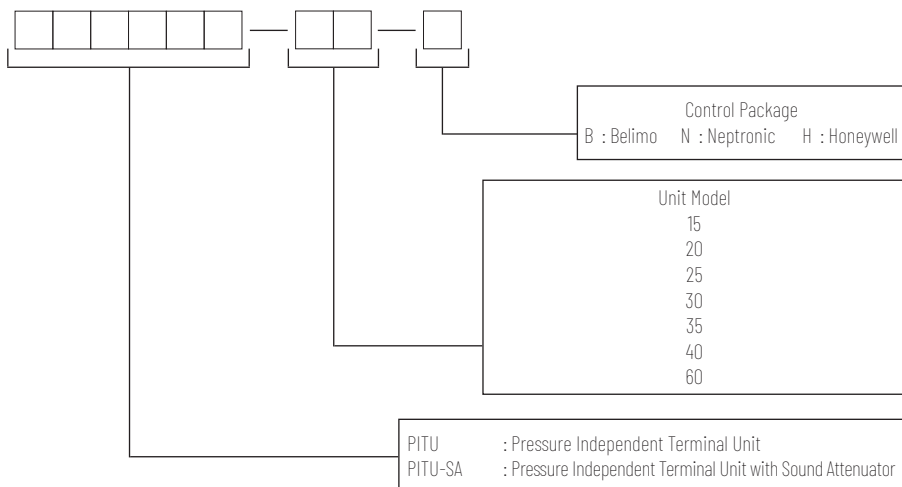 Control Package
B : Belimo N : Neptronic H : Honeywell
Unit Model
15
20
25
30
35
40
60
PITU : Pressure Independent Terminal Unit
PITU-SA : Pressure Independent Terminal Unit with Sound Attenuator